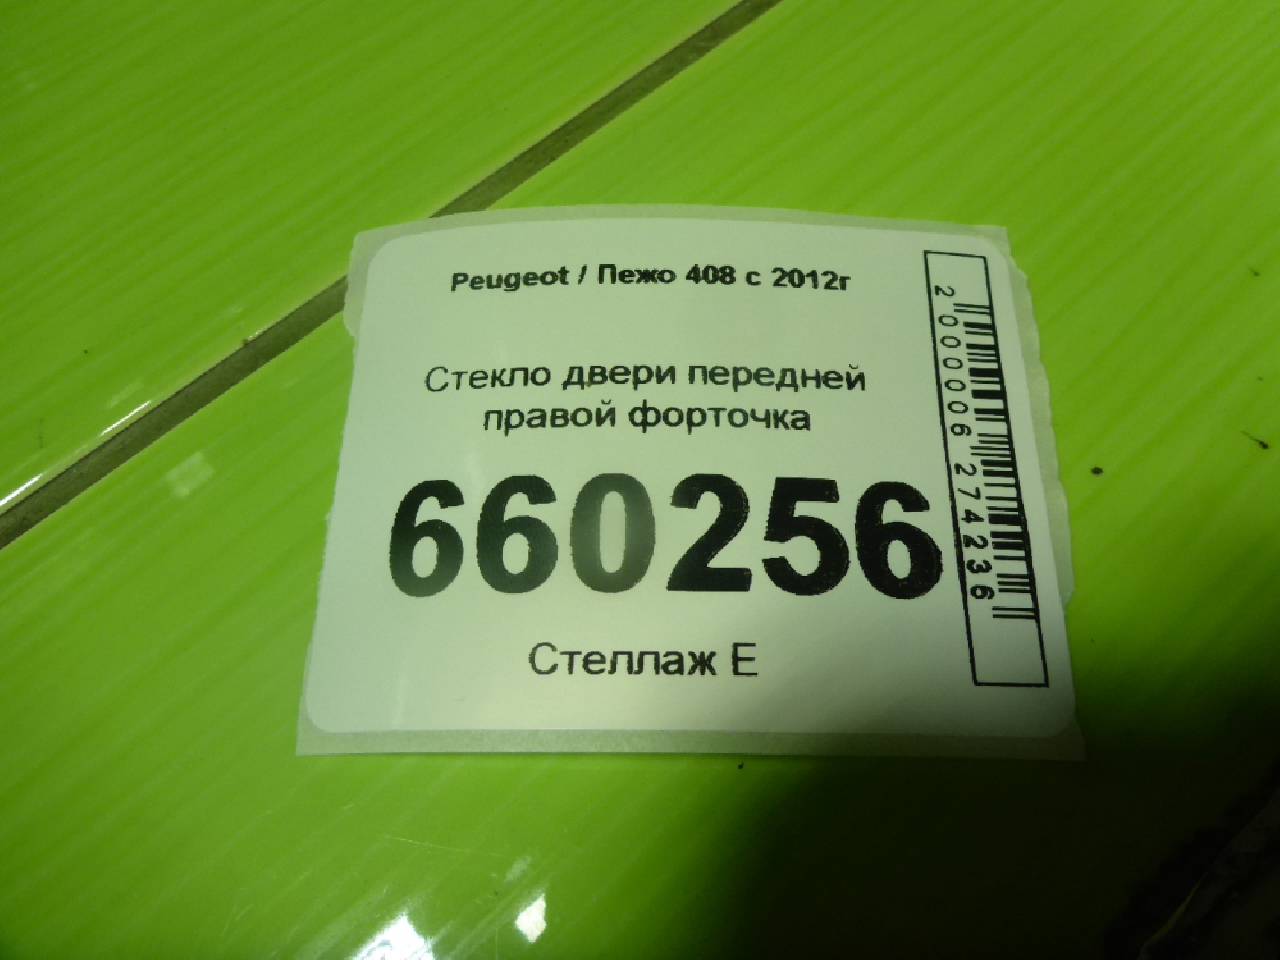 Peugeot / Пежо 408 с 2012г
Стекло двери передней
правой форточка
660256
Стеллаж Е
2000006274236